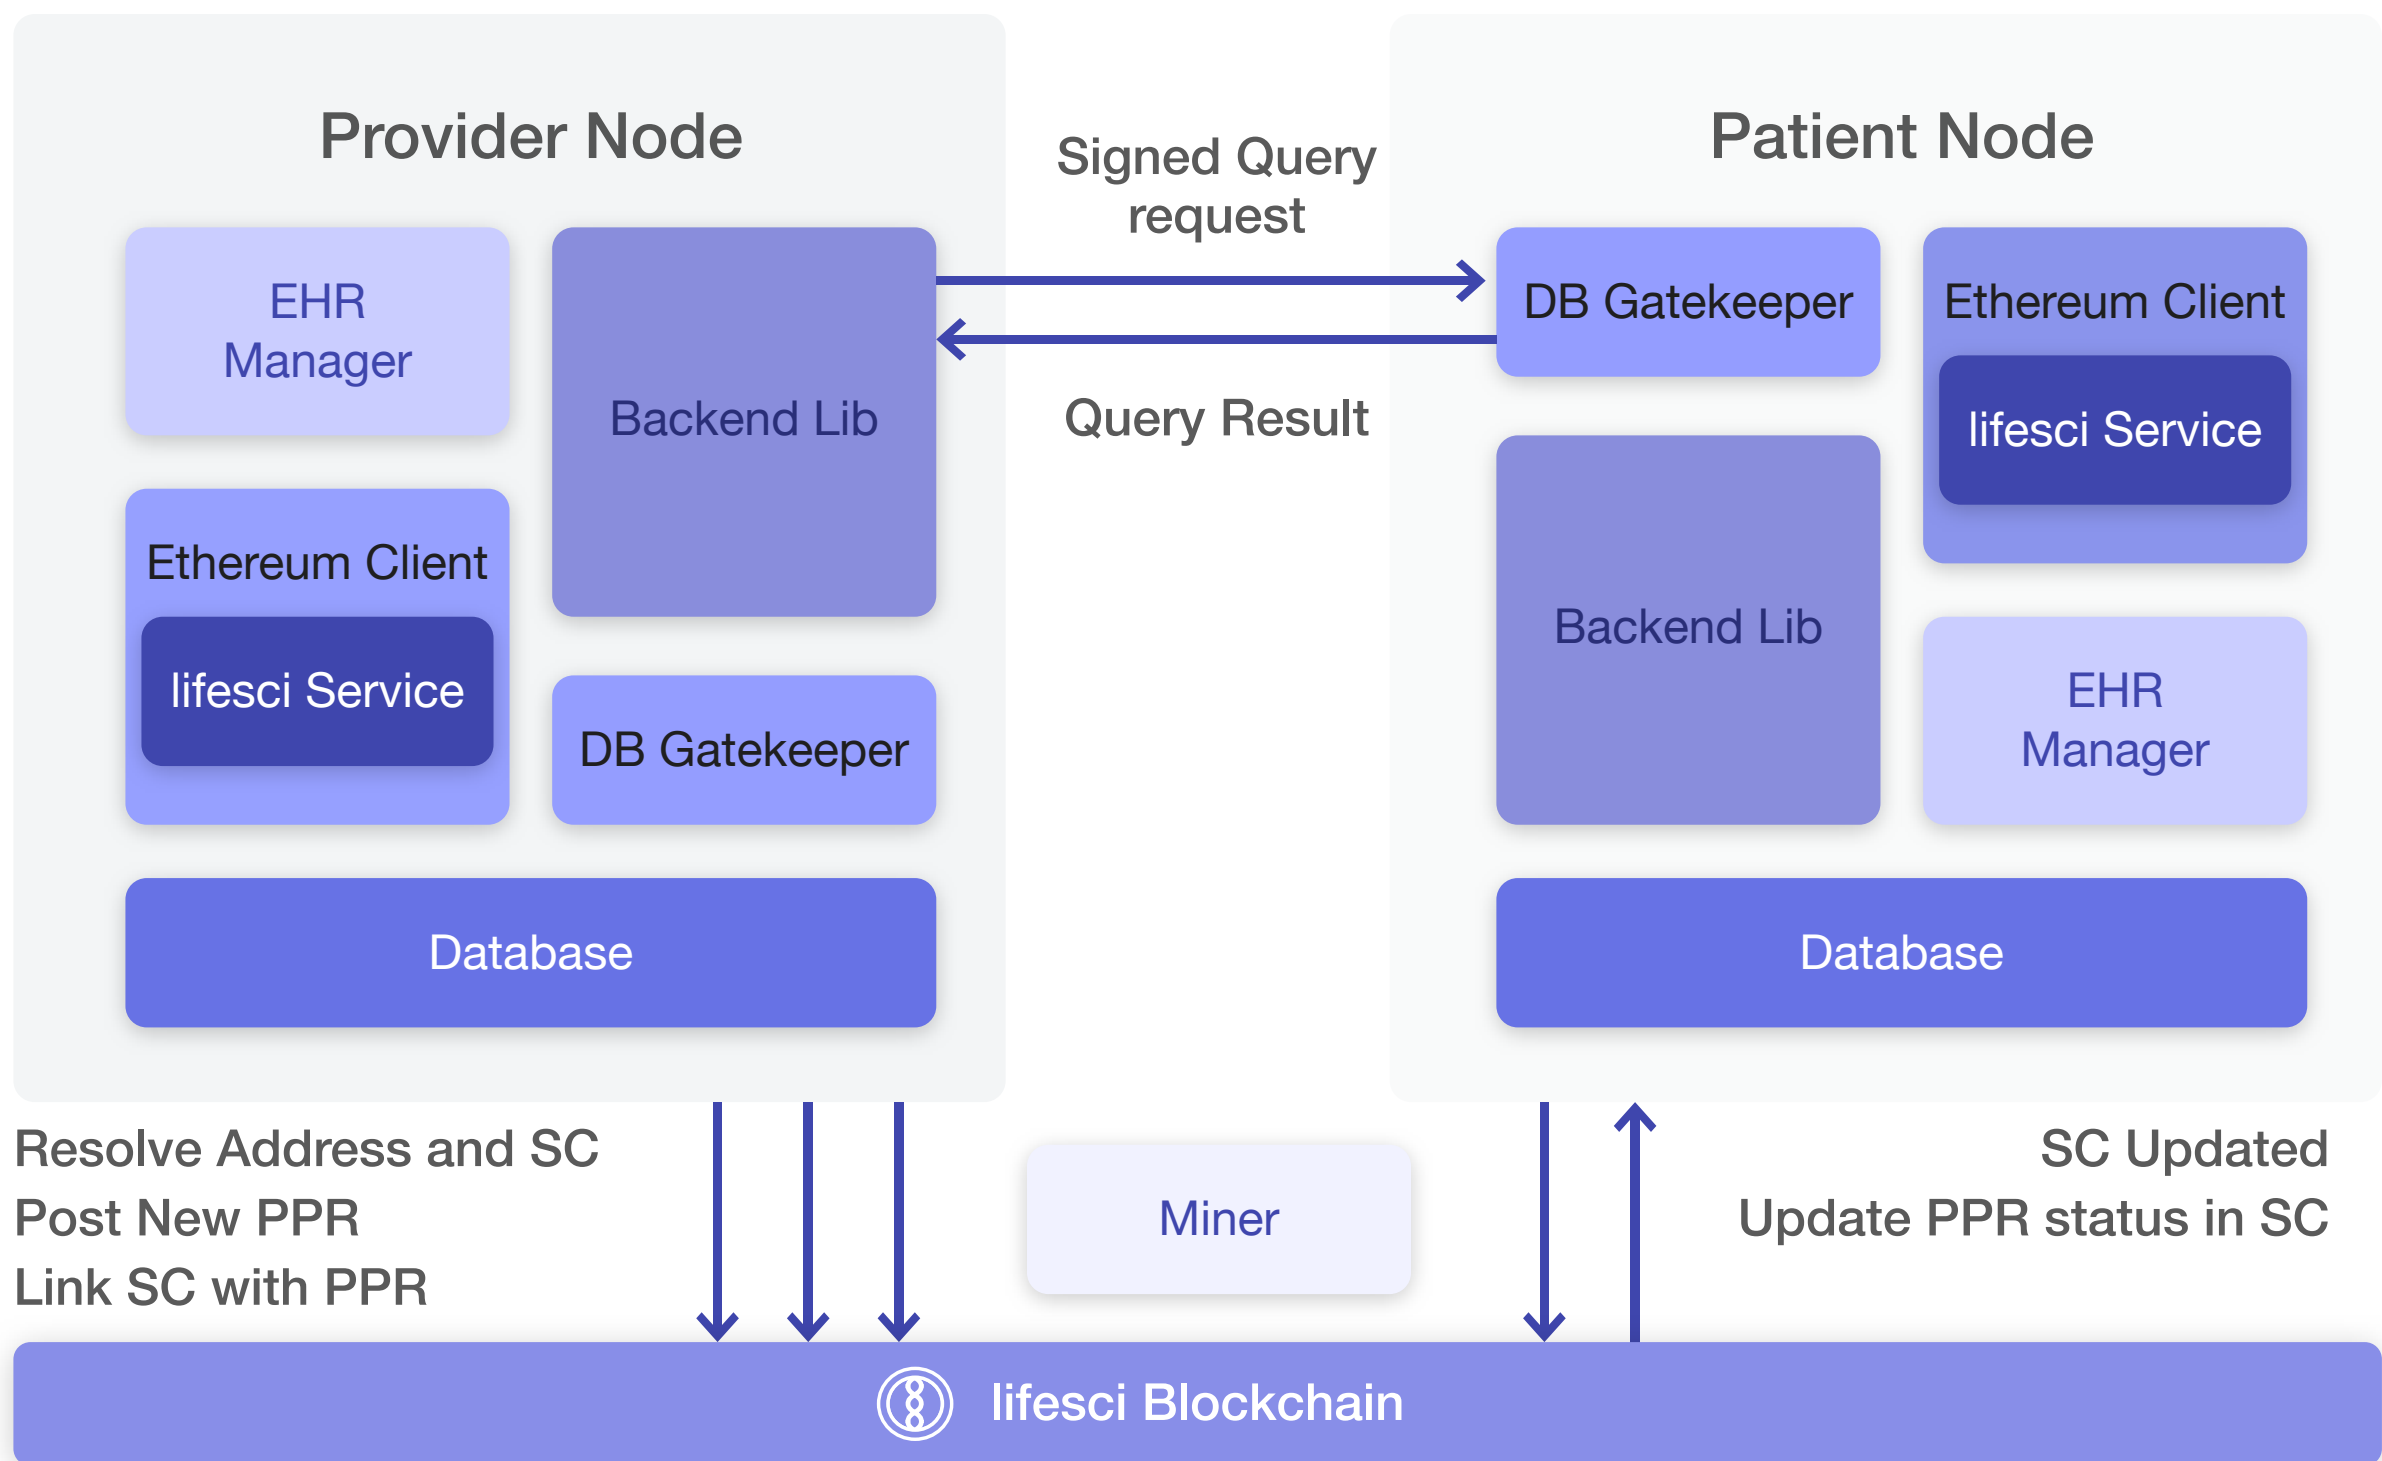 Provider Node
EHR
Manager
Backend Lib
Ethereum Client
lifesci Service
DB Gatekeeper
Database
Signed Query
request
Query Result
Patient Node
DB Gatekeeper
Ethereum Client
lifesci Service
Backend Lib
EHR
Manager
Database
Resolve Address and SC
Post New PPR
Link SC with PPR
Miner
SC Updated
Update PPR status in SC
lifesci Blockchain